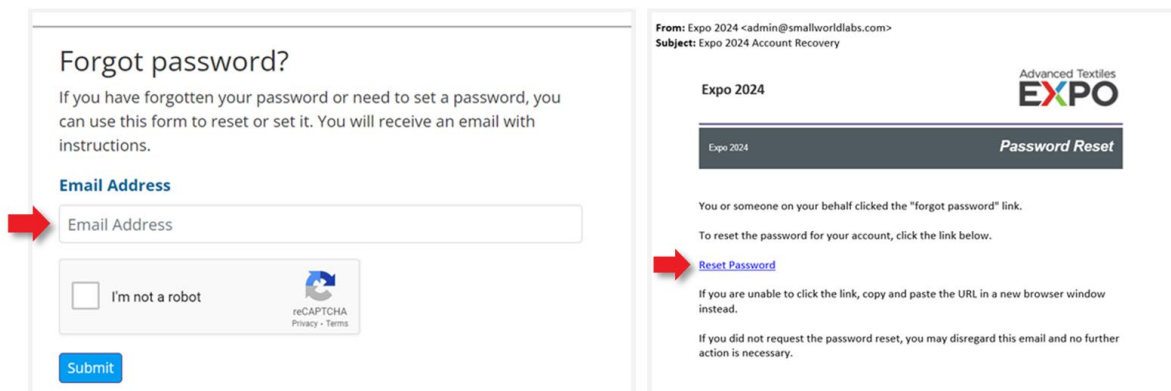 Forgot password?
If you have forgotten your password or need to set a password, you
can use this form to reset or set it. You will receive an email with
instructions.
Email Address
Email Address
I'm not a robot
reCAPTCHA
Privacy - Terms
Submit
From: Expo 2024 <admin@smallworldlabs.com>
Subject: Expo 2024 Account Recovery
Expo 2024
Advanced Textiles
EXPO
Expo 2024
Password Reset
You or someone on your behalf clicked the "forgot password" link.
To reset the password for your account, click the link below.
Reset Password
If you are unable to click the link, copy and paste the URL in a new browser window
instead.
If you did not request the password reset, you may disregard this email and no further
action is necessary.